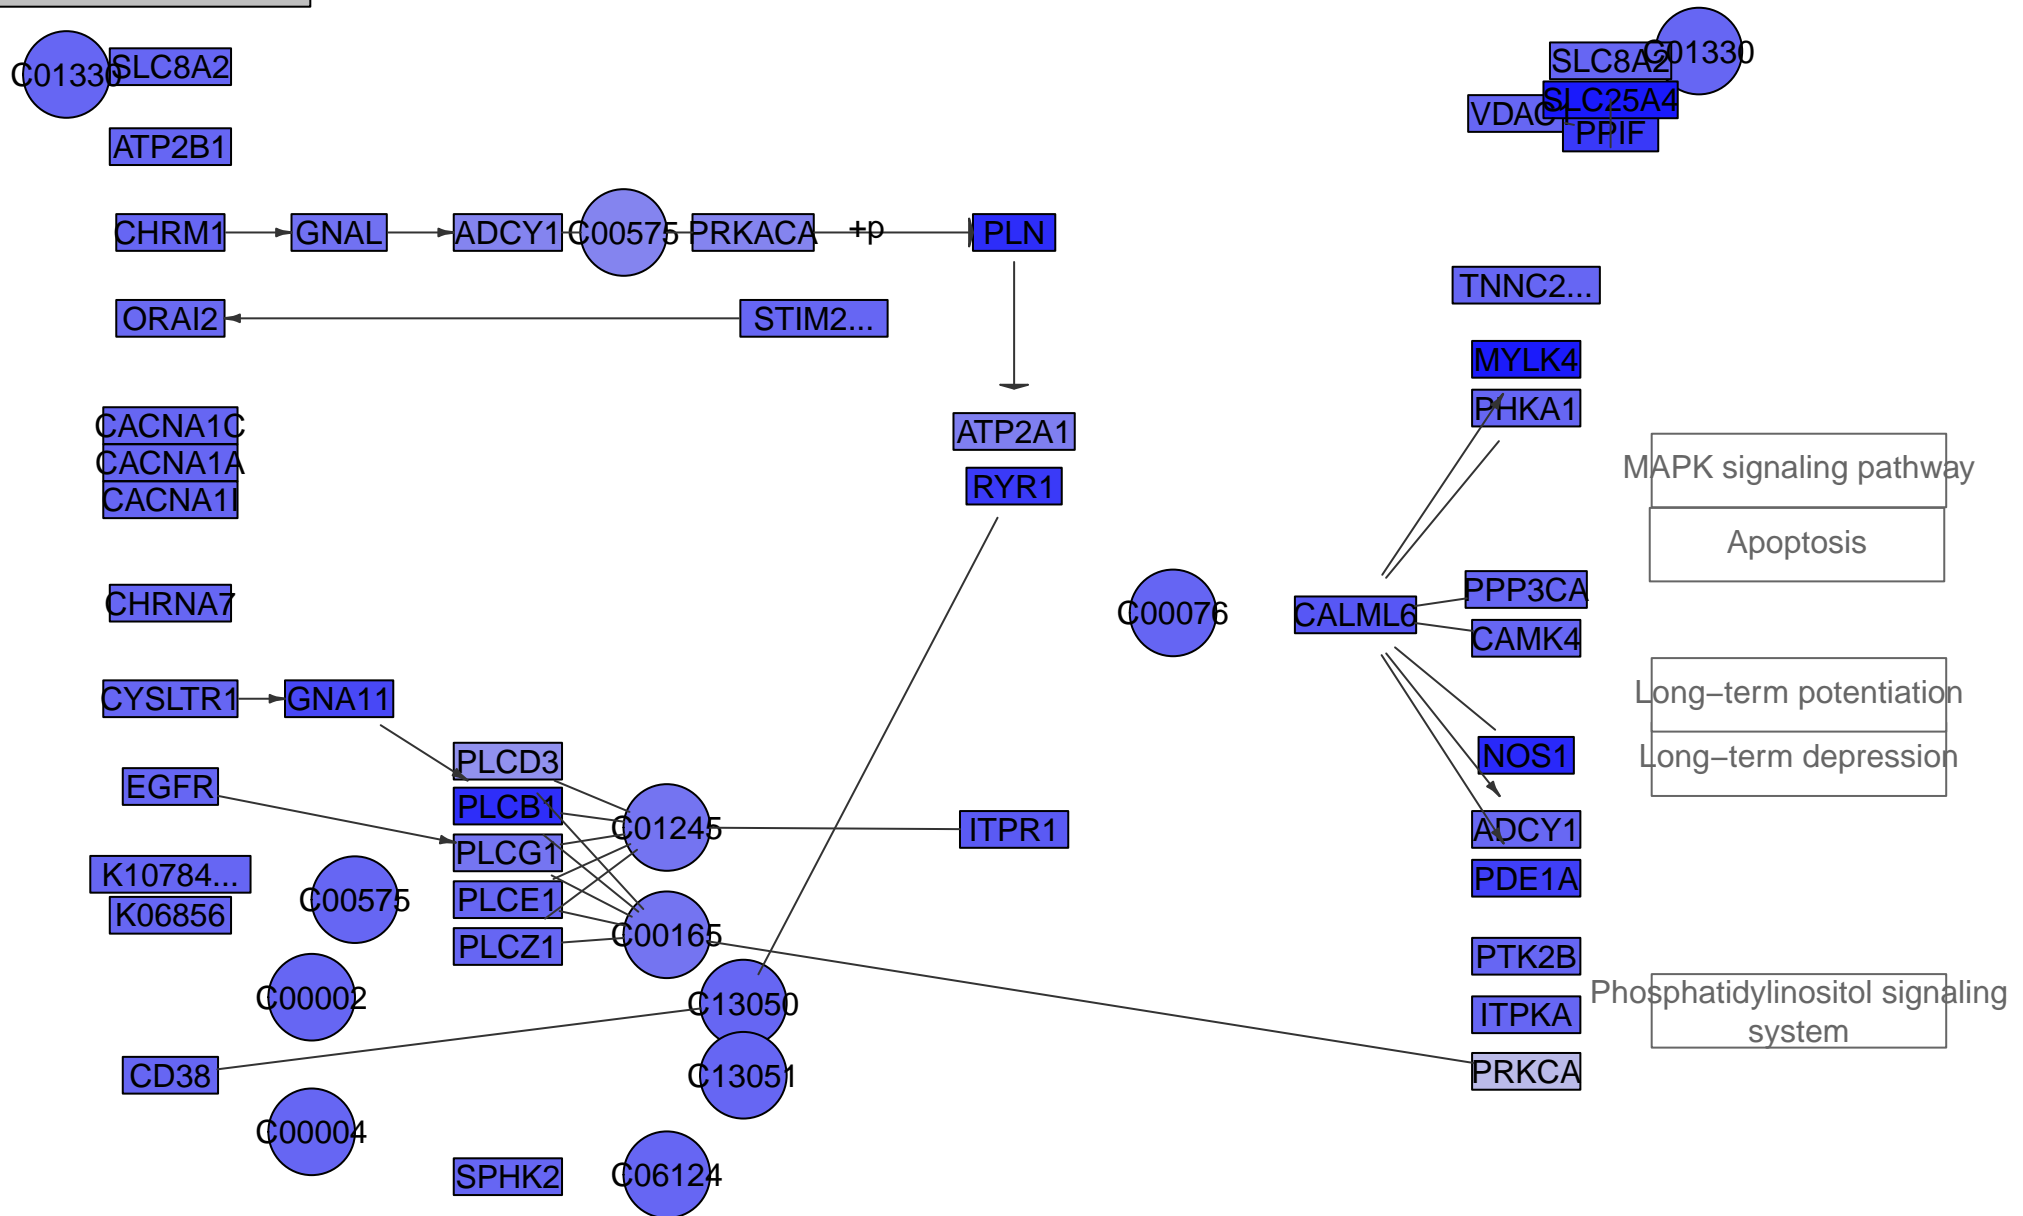 C01330
SLC8A2
SLC8A2
C01330
SLC25A4
VDAC1
PPIF
ATP2B1
CHRM1
GNAL
ADCY1
C00575
PRKACA
+p
PLN
TNNC2...
ORAI2
STIM2...
MYLK4
PHKA1
CACNA1C
CACNA1A
CACNA1I
ATP2A1
RYR1
MAPK signaling pathway
Apoptosis
CHRNA7
C00076
CALML6
PPP3CA
CAMK4
CYSLTR1
GNA11
Long−term potentiation
Long−term depression
NOS1
PLCD3
EGFR
PLCB1
C01245
ITPR1
ADCY1
PLCG1
K10784...
K06856
C00575
PLCE1
PDE1A
PLCZ1
C00165
PTK2B
C00002
C13050
ITPKA
Phosphatidylinositol signaling
system
CD38
C13051
PRKCA
C00004
SPHK2
C06124